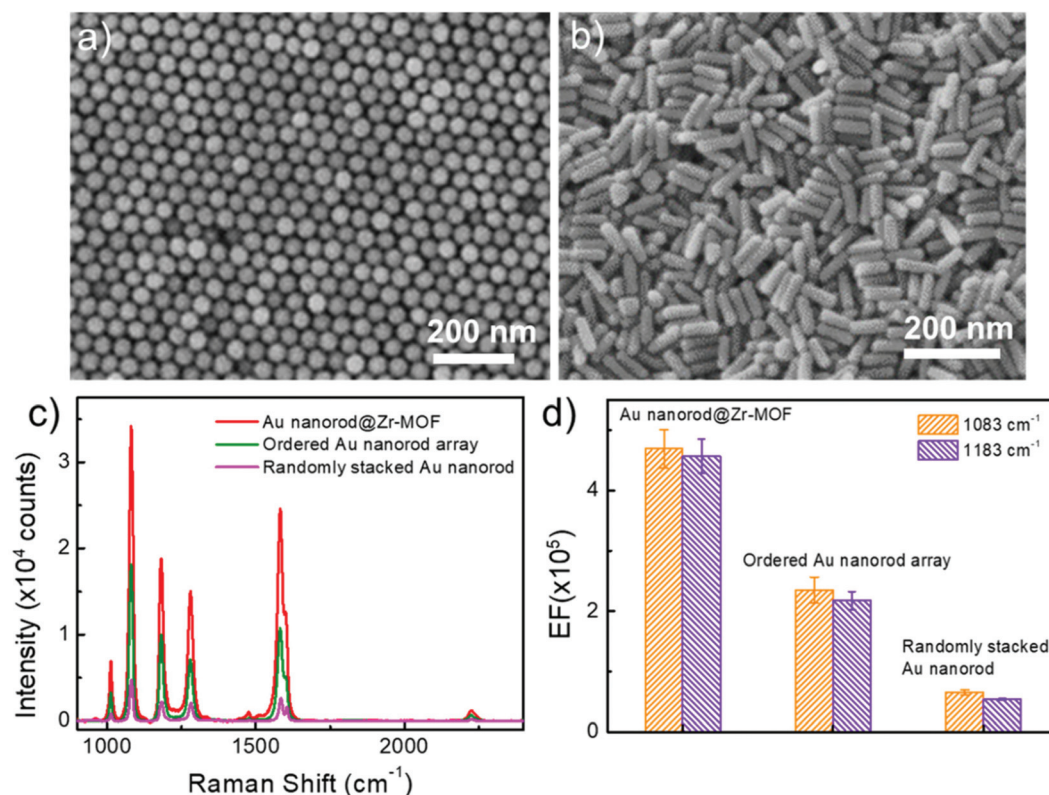 a)
200 nm
b)
200 nm
c)
Intensity (x10⁴ counts)
3
2
1
0
Au nanorod@Zr-MOF
Ordered Au nanorod array
Randomly stacked Au nanorod
1000
1500
2000
Raman Shift (cm⁻¹)
d)
EF(x10⁵)
4
2
0
Au nanorod@Zr-MOF
1083 cm⁻¹
1183 cm⁻¹
Ordered Au nanorod array
Randomly stacked
Au nanorod